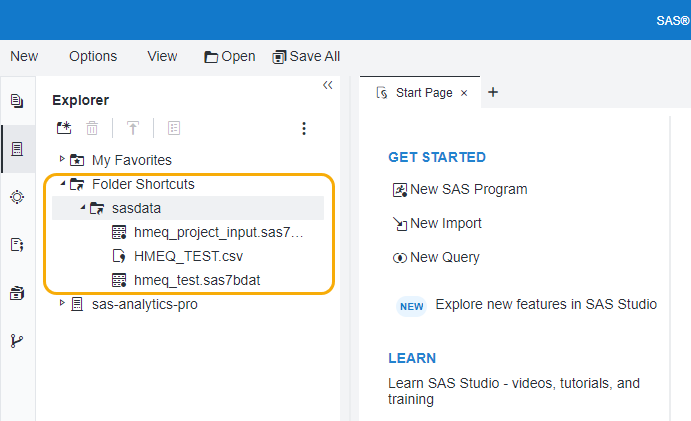 SAS®
New Options View Open Save All
Explorer
Start Page
My Favorites
Folder Shortcuts
sasdata
hmeq_project_input.sas7...
HMEQ_TEST.csv
hmeq_test.sas7bdat
sas-analytics-pro
GET STARTED
New SAS Program
New Import
New Query
NEW Explore new features in SAS Studio
LEARN
Learn SAS Studio - videos, tutorials, and
training